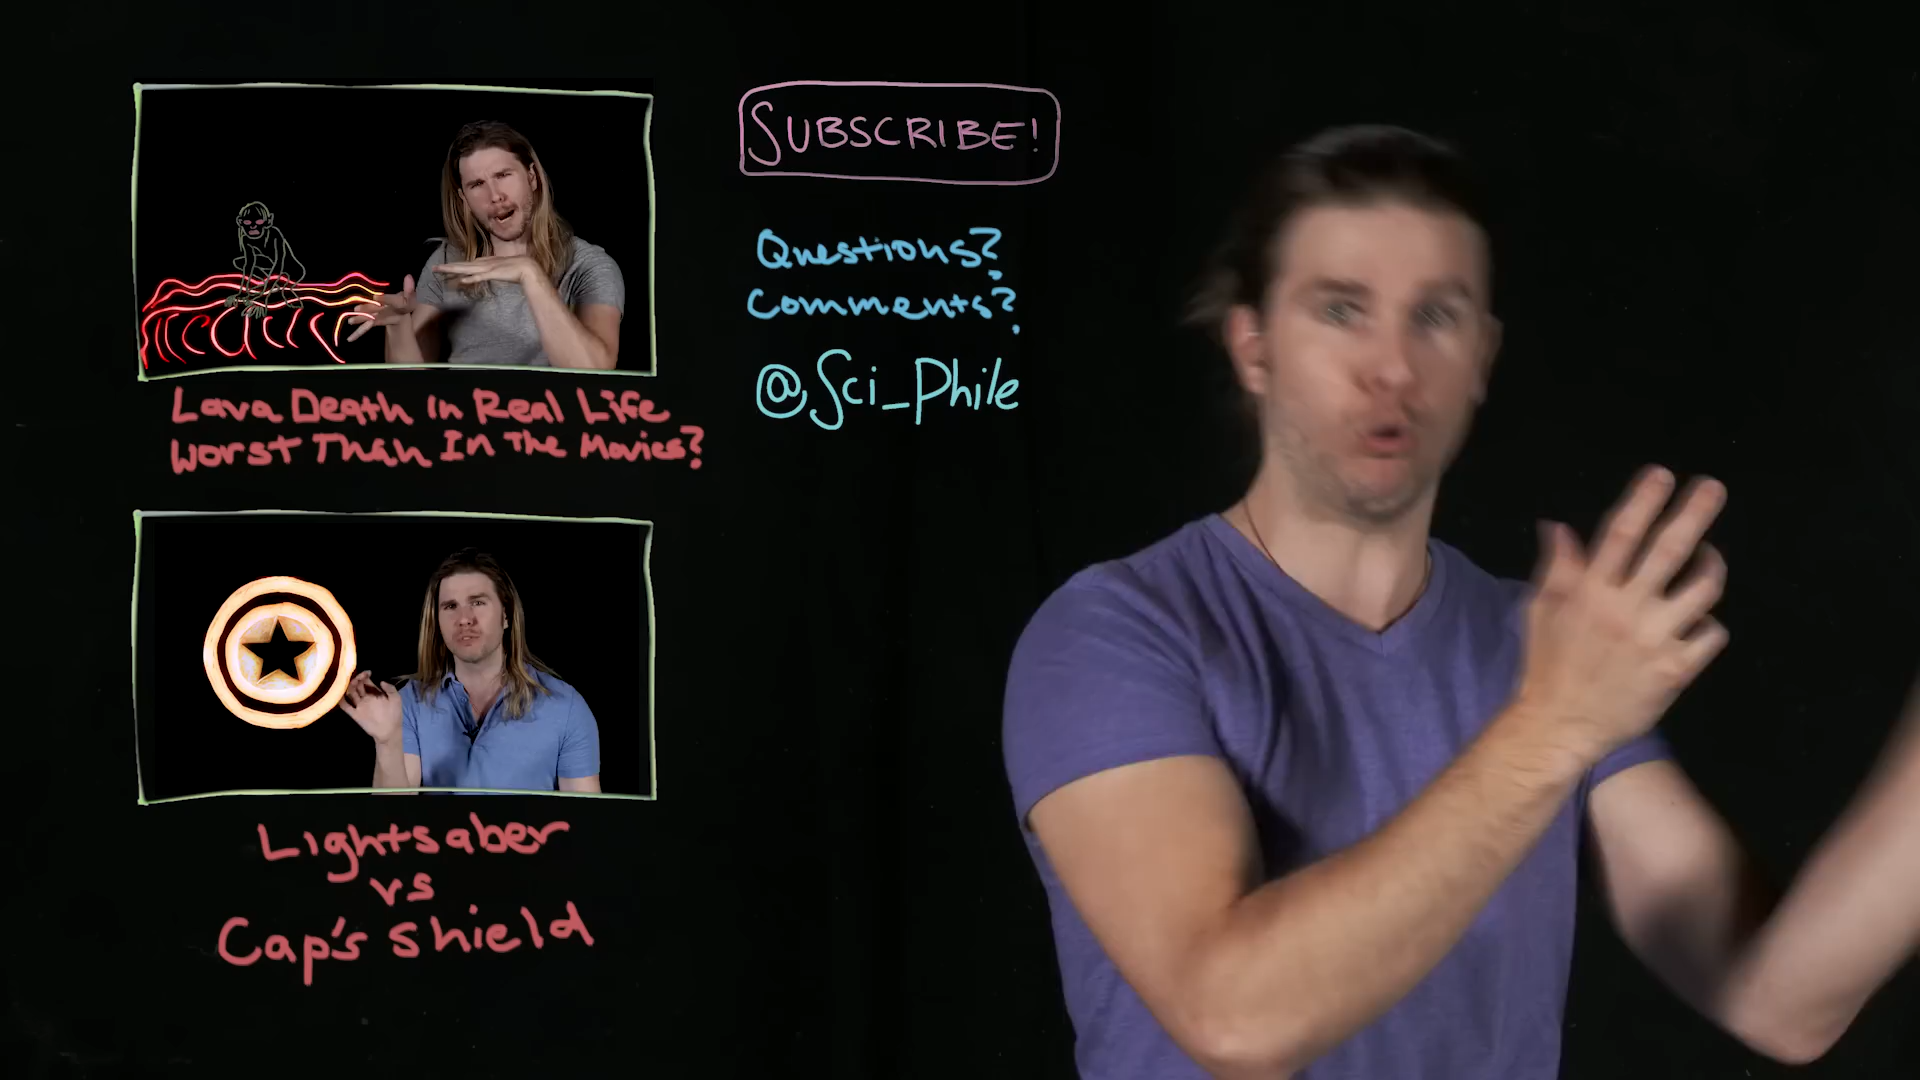 SUBSCRIBE!
Questions?
Comments?
@Sci_Phile
Lava Death In Real Life
Worst Than In The Movies?
Lightsaber
vs
Cap's Shield